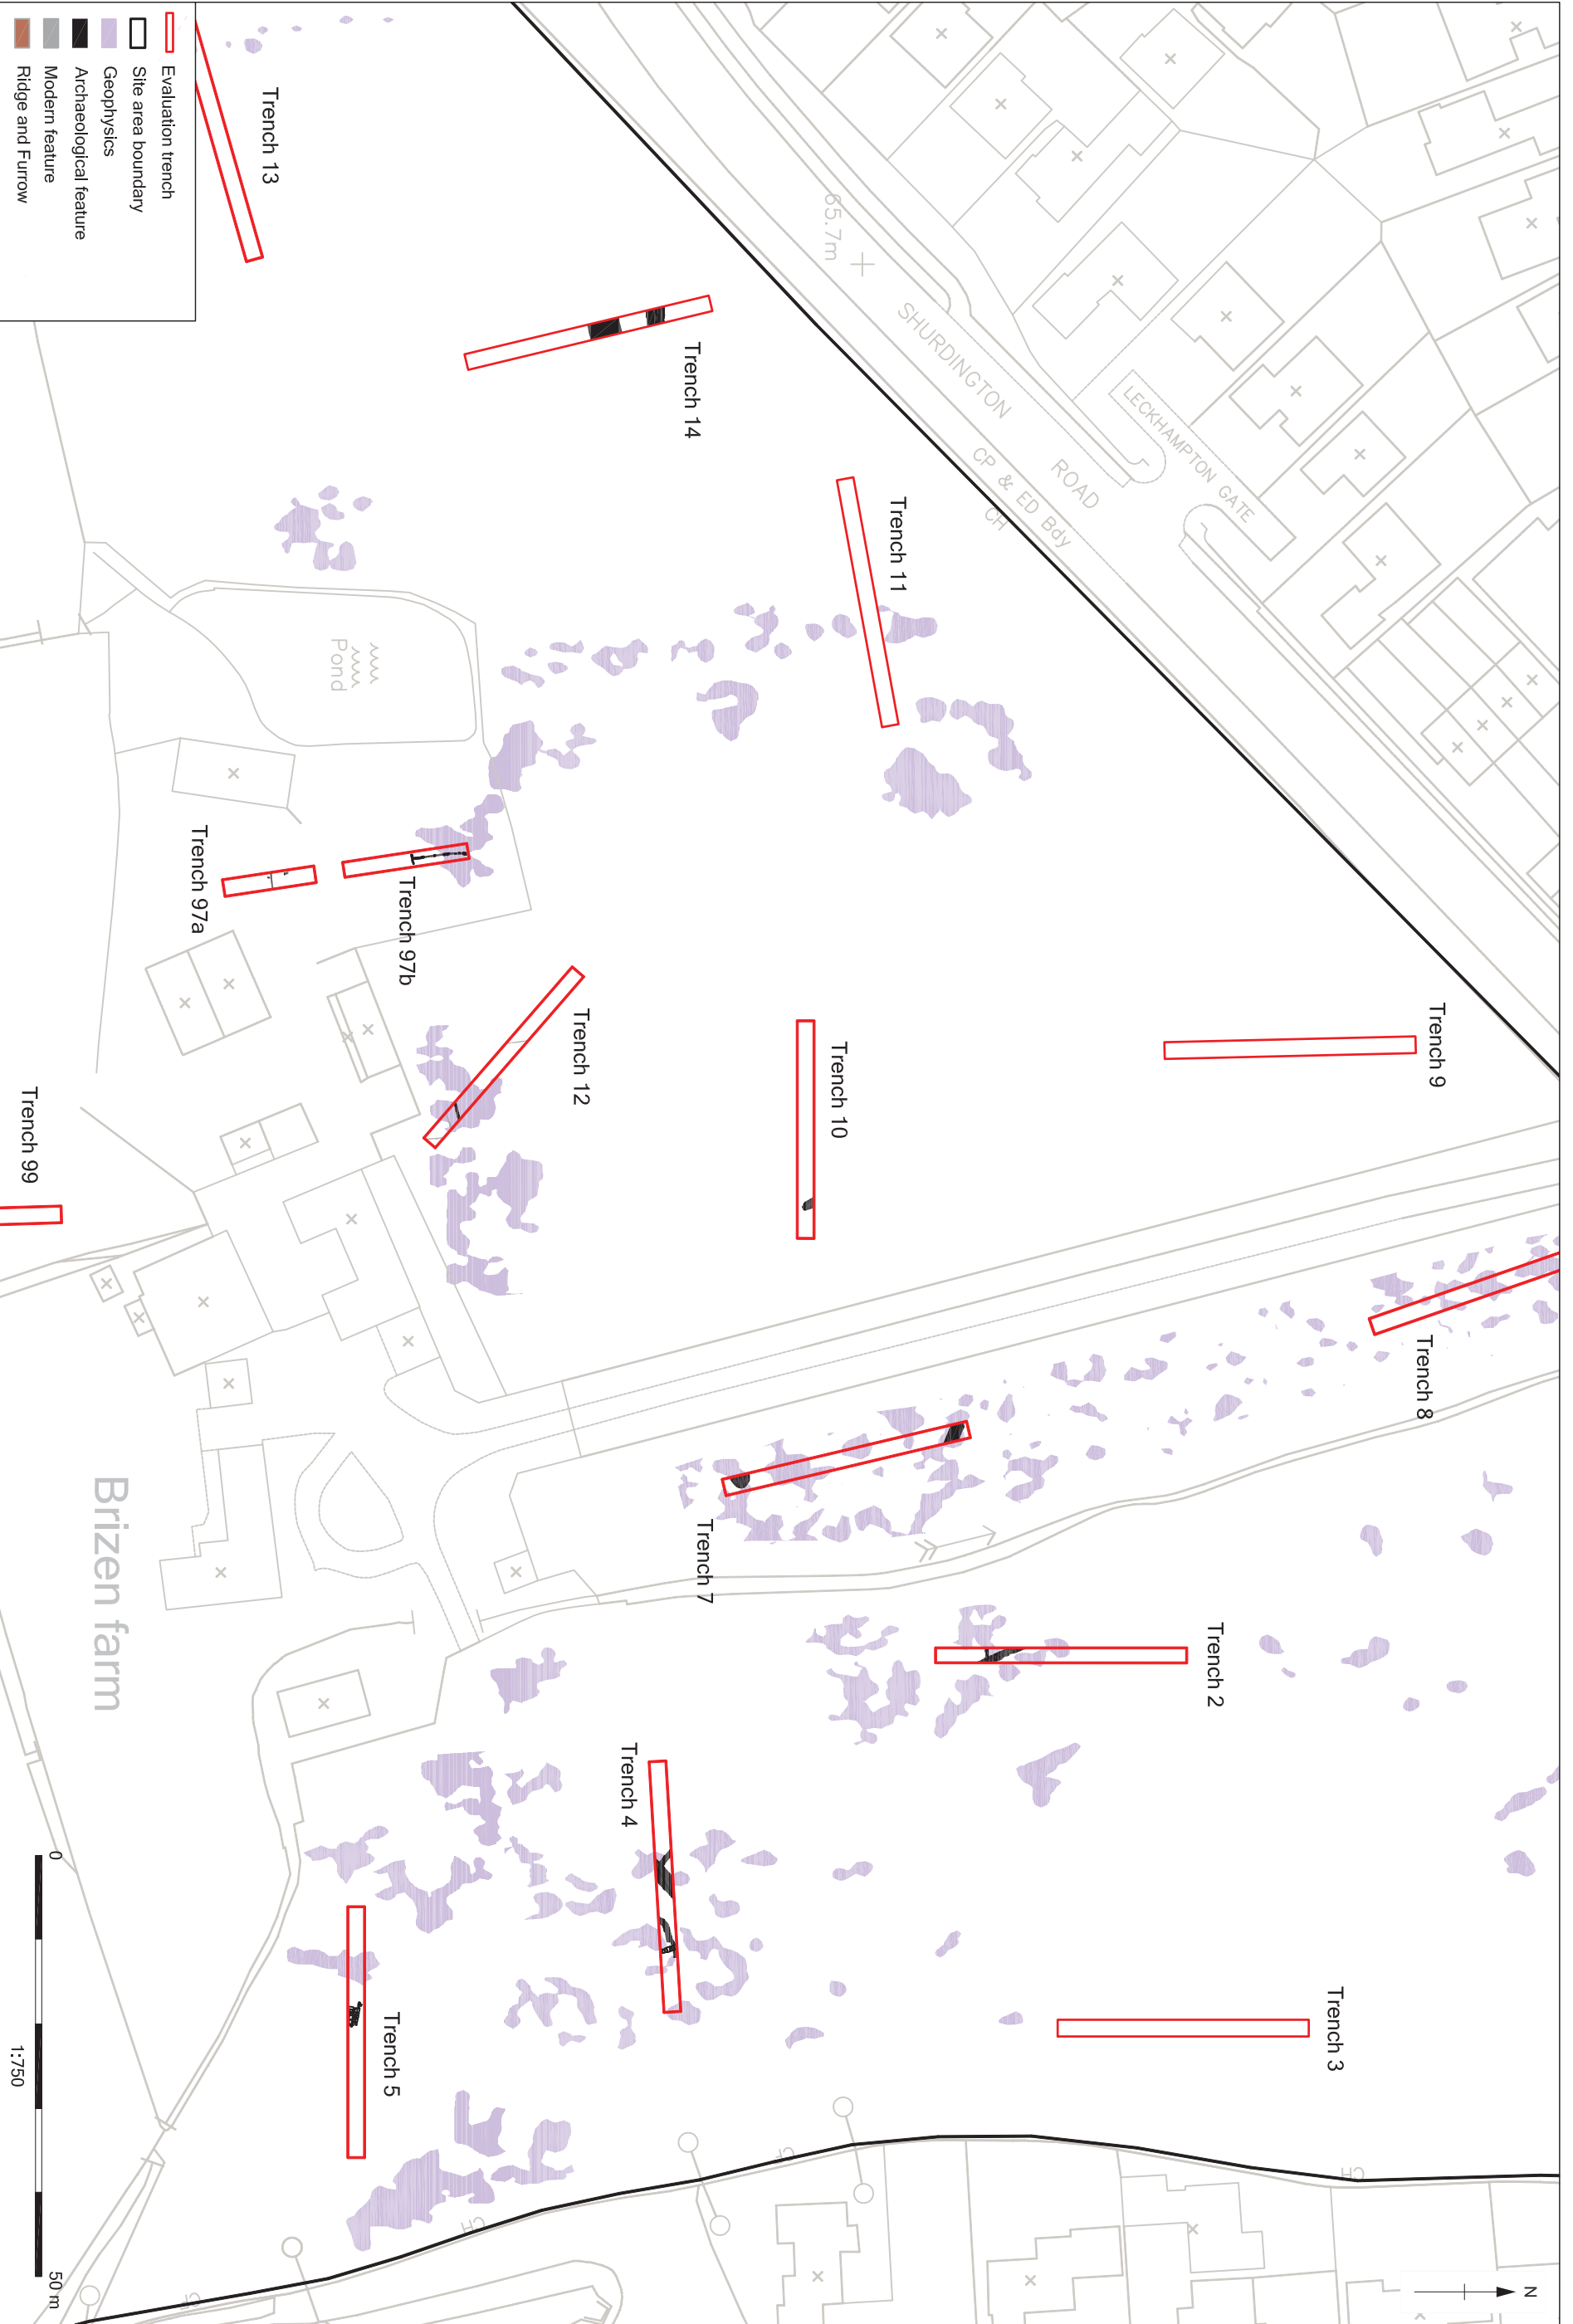 Evaluation trench
Site area boundary
Geophysics
Archaeological feature
Modern feature
Ridge and Furrow
Trench 13
Trench 14
Trench 11
Trench 9
Trench 10
Trench 12
Trench 97b
Trench 97a
Trench 99
Trench 8
Trench 7
Trench 2
Trench 4
Trench 3
Trench 5
65.7m
SHURDINGTON
ROAD
LECKHAMPTON GATE
CP & ED Bdy
CH
Pond
Brizen farm
CH
CH
CH
0
50 m
1:750
N